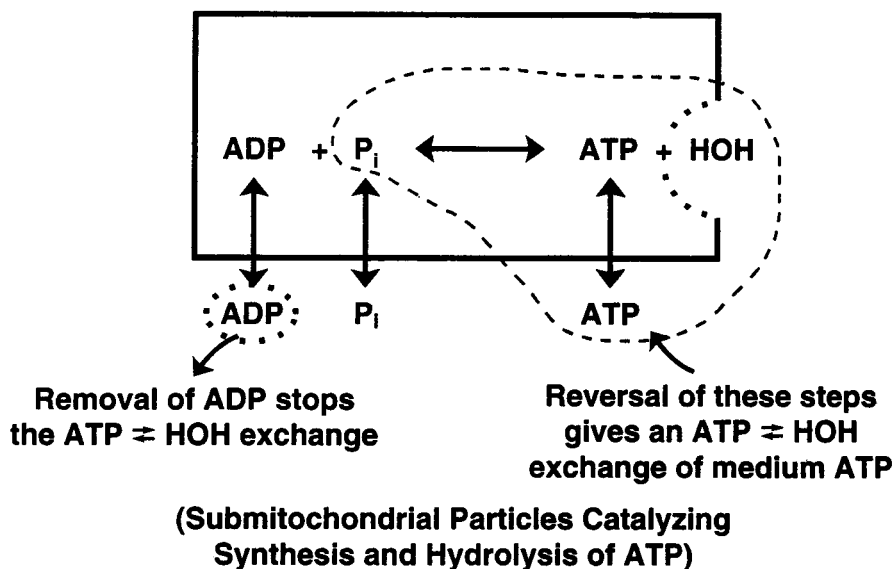 ADP + Pi ⟷ ATP + HOH
ADP Pi ATP
Removal of ADP stops
the ATP ⇄ HOH exchange
Reversal of these steps
gives an ATP ⇄ HOH
exchange of medium ATP
(Submitochondrial Particles Catalyzing
Synthesis and Hydrolysis of ATP)